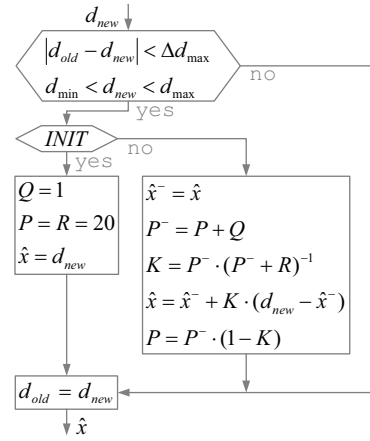 d_new
|d_old − d_new| < Δd_max
no
d_min < d_new < d_max
yes
INIT
no
yes
Q = 1
P = R = 20
x̂ = d_new
x̂⁻ = x̂
P⁻ = P + Q
K = P⁻ · (P⁻ + R)⁻¹
x̂ = x̂⁻ + K · (d_new − x̂⁻)
P = P⁻ · (1 − K)
d_old = d_new
x̂